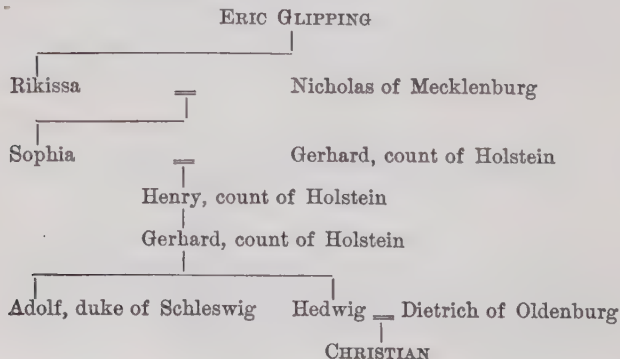 ERIC GLIPPING
Rikissa = Nicholas of Mecklenburg
Sophia = Gerhard, count of Holstein
Henry, count of Holstein
Gerhard, count of Holstein
Adolf, duke of Schleswig Hedwig = Dietrich of Oldenburg
CHRISTIAN